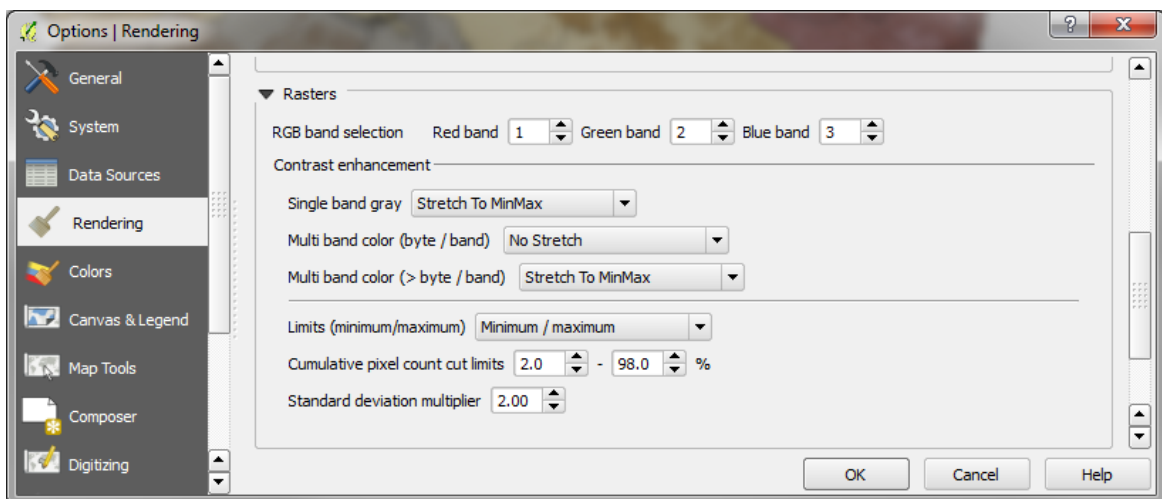 Options | Rendering
General
System
Data Sources
Rendering
Colors
Canvas & Legend
Map Tools
Composer
Digitizing
Rasters
RGB band selection Red band 1 Green band 2 Blue band 3
Contrast enhancement
Single band gray Stretch To MinMax
Multi band color (byte / band) No Stretch
Multi band color (> byte / band) Stretch To MinMax
Limits (minimum/maximum) Minimum / maximum
Cumulative pixel count cut limits 2.0 - 98.0 %
Standard deviation multiplier 2.00
OK Cancel Help